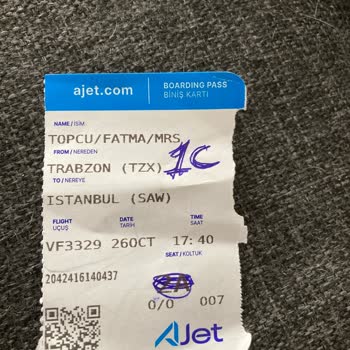 ajet.com BOARDING PASS
BİNİŞ KARTI
NAME / İSİM
TOPCU/FATMA/MRS
FROM / NEREDEN
TRABZON (TZX) 1C
TO / NEREYE
ISTANBUL (SAW)
FLIGHT DATE TIME
UÇUŞ TARİH SAAT
VF3329 26OCT 17:40
SEAT / KOLTUK
2042416140437
0/0 007
AJet